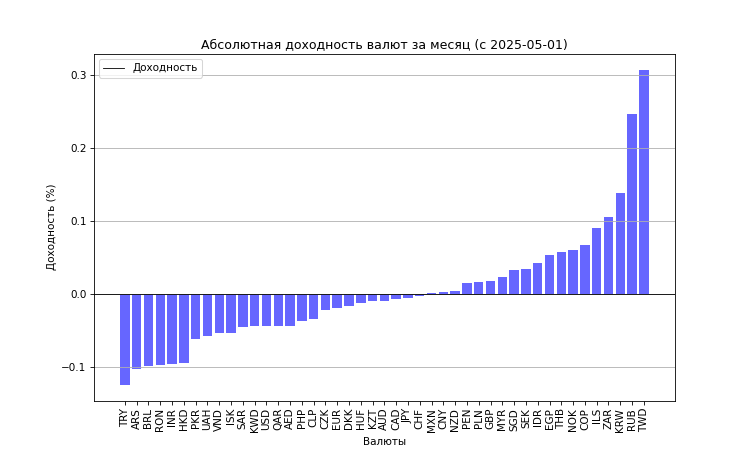 Абсолютная доходность валют за месяц (с 2025-05-01)
Доходность
0.3
0.2
0.1
0.0
−0.1
Доходность (%)
TRY ARS BRL RON INR HKD PKR UAH VND ISK SAR KWD USD QAR AED PHP CLP CZK EUR DKK HUF KZT AUD CAD JPY CHF MXN CNY NZD PEN PLN GBP MYR SGD SEK IDR EGP THB NOK COP ILS ZAR KRW RUB TWD
Валюты